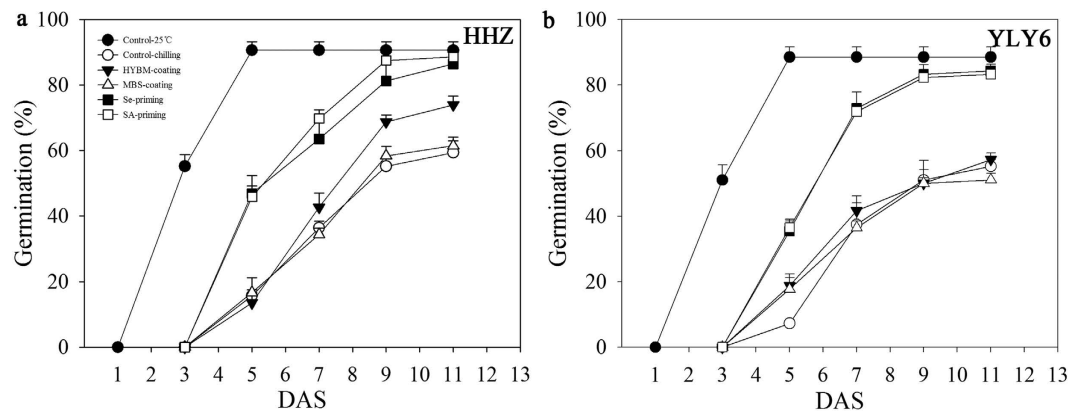 a
HHZ
Germination (%)
100
80
60
40
20
0
Control-25℃
Control-chilling
HYBM-coating
MBS-coating
Se-priming
SA-priming
1 2 3 4 5 6 7 8 9 10 11 12 13
DAS
b
YLY6
Germination (%)
100
80
60
40
20
0
1 2 3 4 5 6 7 8 9 10 11 12 13
DAS